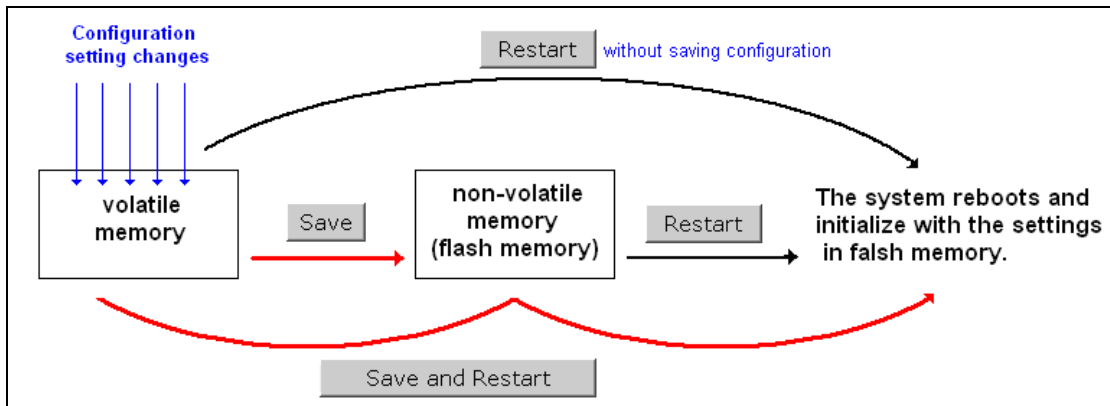 Configuration
setting changes
Restart
without saving configuration
volatile
memory
Save
non-volatile
memory
(flash memory)
Restart
The system reboots and
initialize with the settings
in falsh memory.
Save and Restart